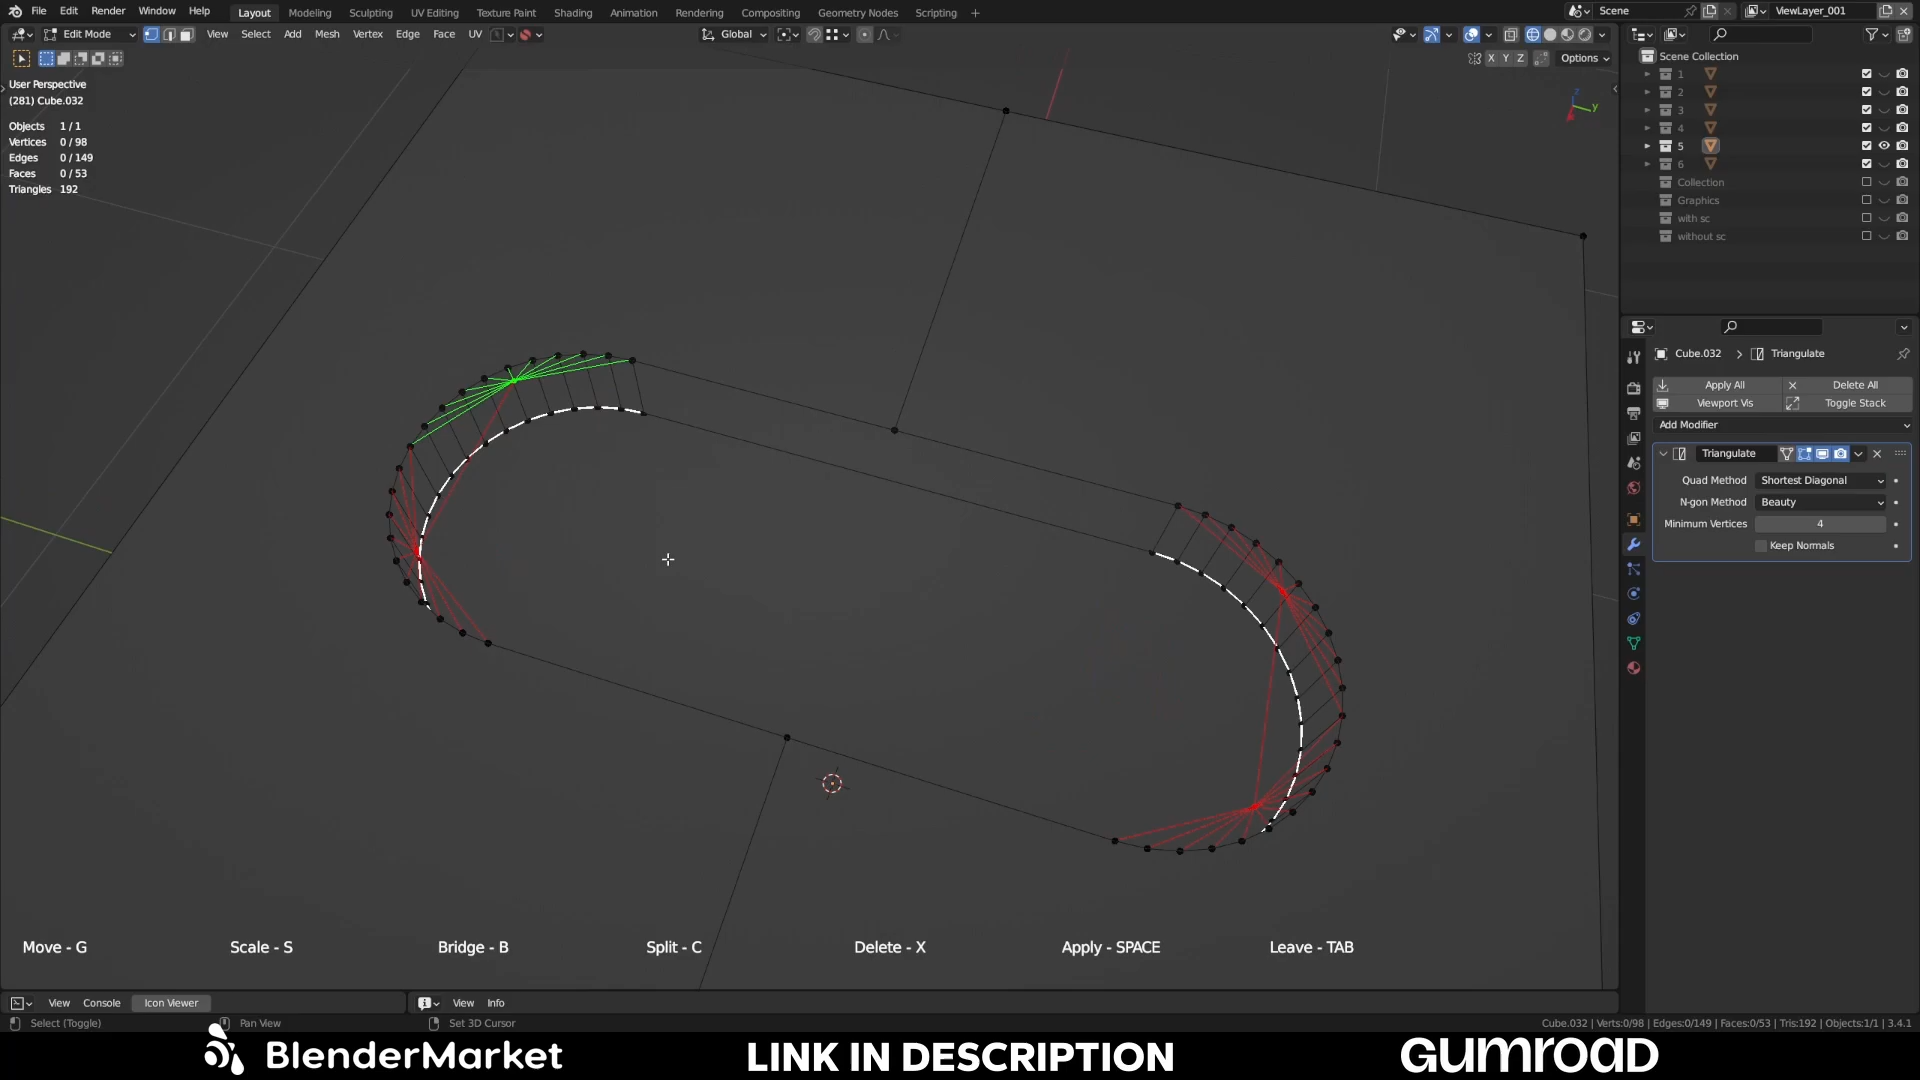 File Edit Render Window Help Layout Modeling Sculpting UV Editing Texture Paint Shading Animation Rendering Compositing Geometry Nodes Scripting + Scene ViewLayer_001
Edit Mode View Select Add Mesh Vertex Edge Face UV Global
X Y Z Options
User Perspective
(281) Cube.032
Objects 1 / 1
Vertices 0 / 98
Edges 0 / 149
Faces 0 / 53
Triangles 192
Z
Y
Scene Collection
1
2
3
4
5
6
Collection
Graphics
with sc
without sc
Cube.032 > Triangulate
Apply All Delete All
Viewport Vis Toggle Stack
Add Modifier
Triangulate
Quad Method Shortest Diagonal
N-gon Method Beauty
Minimum Vertices 4
Keep Normals
Move - G Scale - S Bridge - B Split - C Delete - X Apply - SPACE Leave - TAB
View Console Icon Viewer View Info
Select (Toggle) Pan View Set 3D Cursor Cube.032 | Verts:0/98 | Edges:0/149 | Faces:0/53 | Tris:192 | Objects:1/1 | 3.4.1
BlenderMarket LINK IN DESCRIPTION GUMROAD